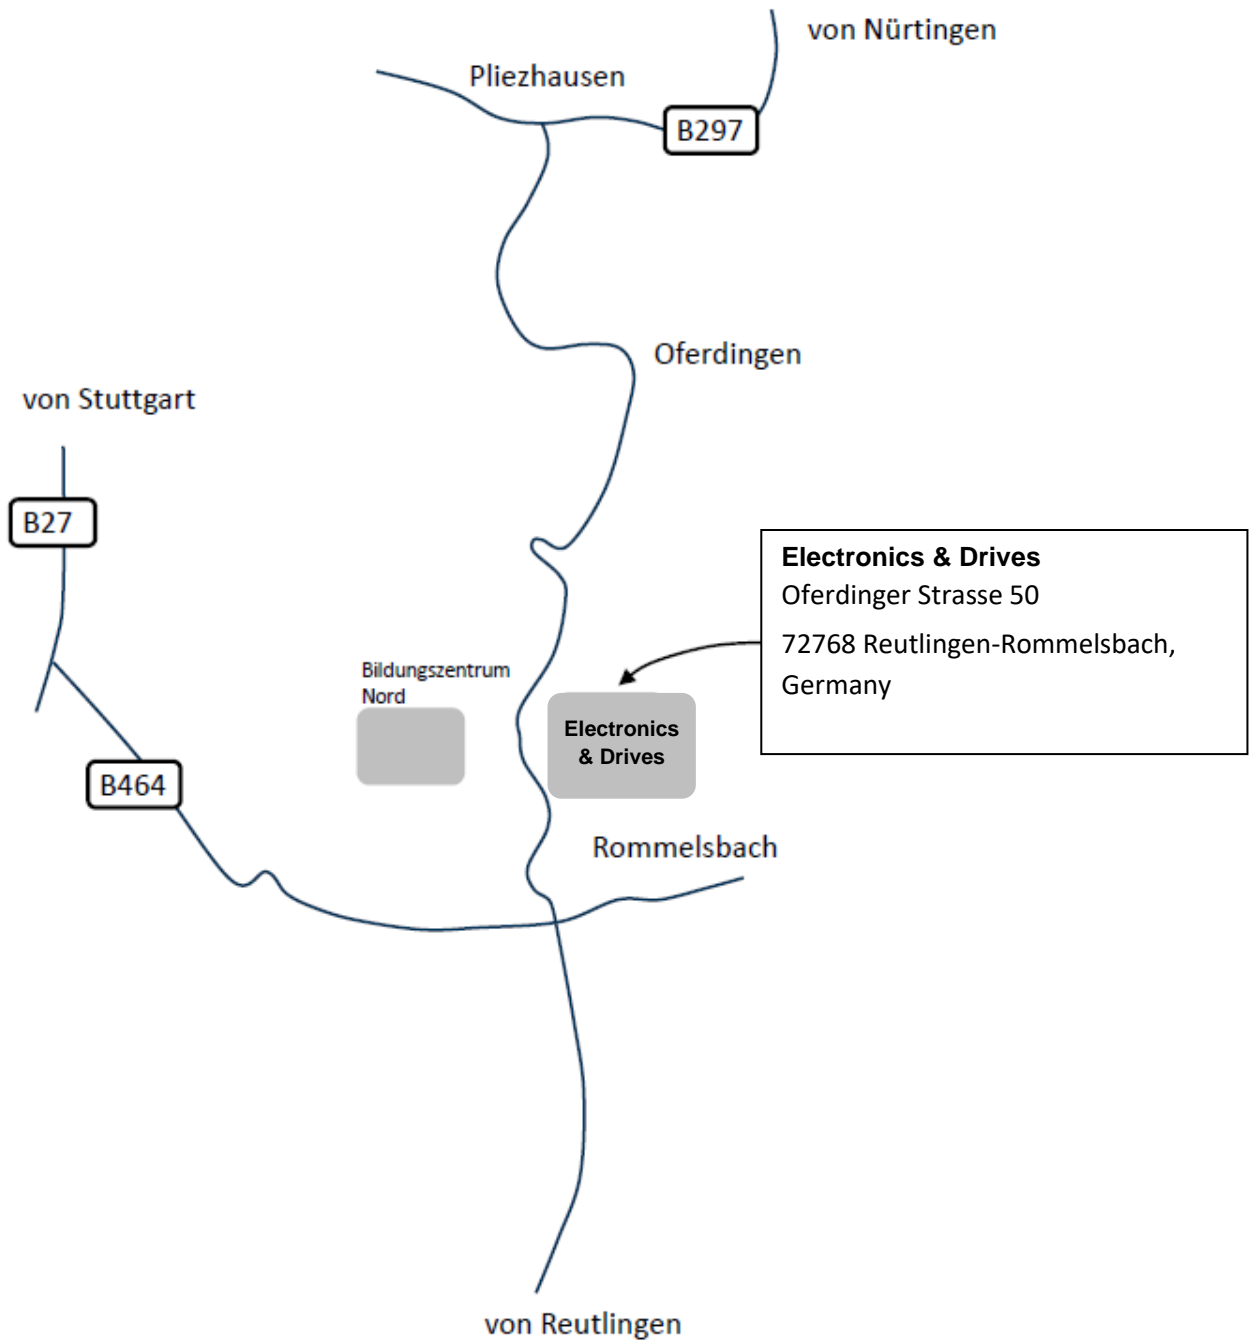 von Nürtingen
Pliezhausen
B297
Oferdingen
von Stuttgart
B27
Electronics & Drives
Oferdinger Strasse 50
72768 Reutlingen-Rommelsbach,
Germany
Bildungszentrum
Nord
Electronics
& Drives
B464
Rommelsbach
von Reutlingen